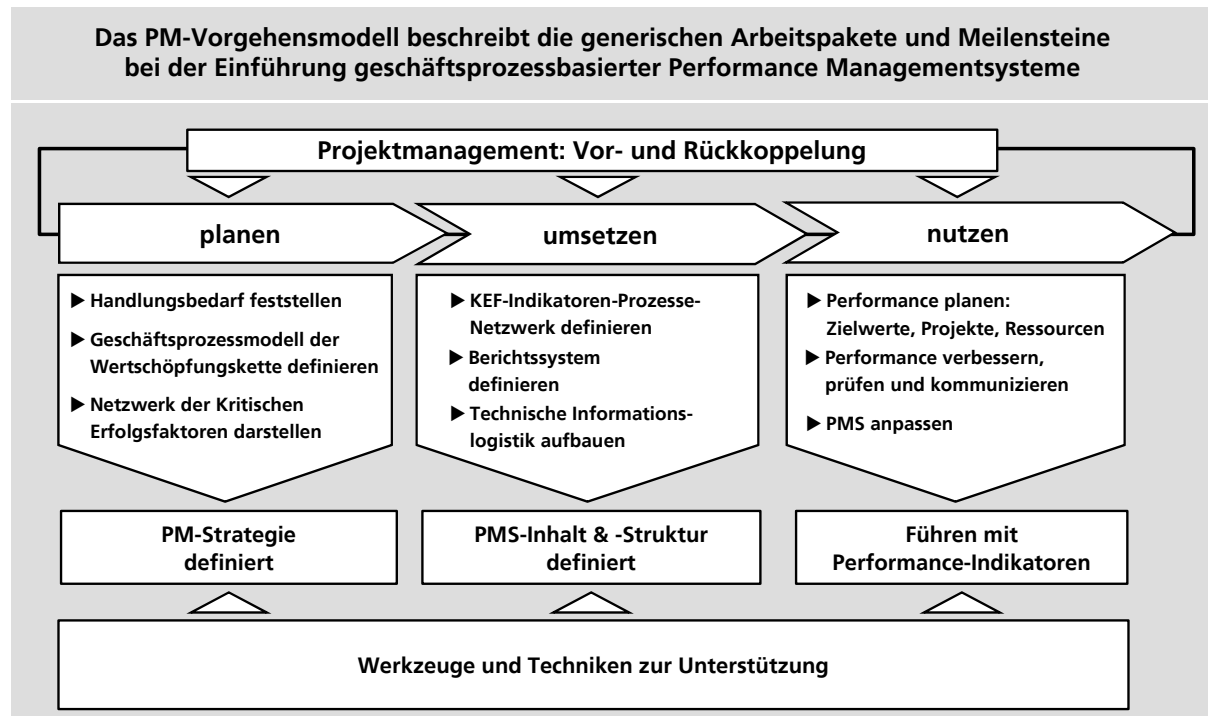 Das PM-Vorgehensmodell beschreibt die generischen Arbeitspakete und Meilensteine
bei der Einführung geschäftsprozessbasierter Performance Managementsysteme
Projektmanagement: Vor- und Rückkoppelung
planen
▶ Handlungsbedarf feststellen
▶ Geschäftsprozessmodell der
Wertschöpfungskette definieren
▶ Netzwerk der Kritischen
Erfolgsfaktoren darstellen
PM-Strategie
definiert
umsetzen
▶ KEF-Indikatoren-Prozesse-
Netzwerk definieren
▶ Berichtssystem
definieren
▶ Technische Informations-
logistik aufbauen
PMS-Inhalt & -Struktur
definiert
nutzen
▶ Performance planen:
Zielwerte, Projekte, Ressourcen
▶ Performance verbessern,
prüfen und kommunizieren
▶ PMS anpassen
Führen mit
Performance-Indikatoren
Werkzeuge und Techniken zur Unterstützung